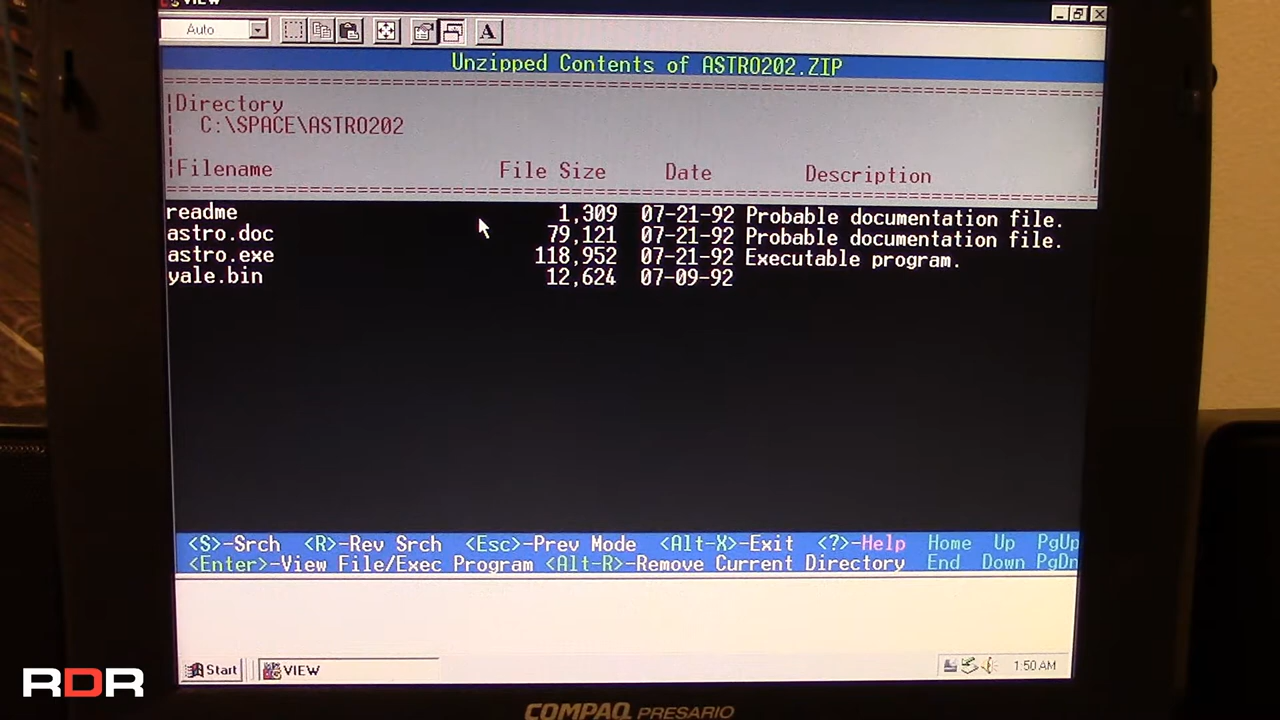 VIEW
Auto
A
Unzipped Contents of ASTRO202.ZIP
Directory
C:\SPACE\ASTRO202
Filename File Size Date Description
readme 1,309 07-21-92 Probable documentation file.
astro.doc 79,121 07-21-92 Probable documentation file.
astro.exe 118,952 07-21-92 Executable program.
yale.bin 12,624 07-09-92
<S>-Srch <R>-Rev Srch <Esc>-Prev Mode <Alt-X>-Exit <?>-Help Home Up PgUp
<Enter>-View File/Exec Program <Alt-R>-Remove Current Directory End Down PgDn
Start VIEW 1:50 AM
RDR
COMPAQ PRESARIO